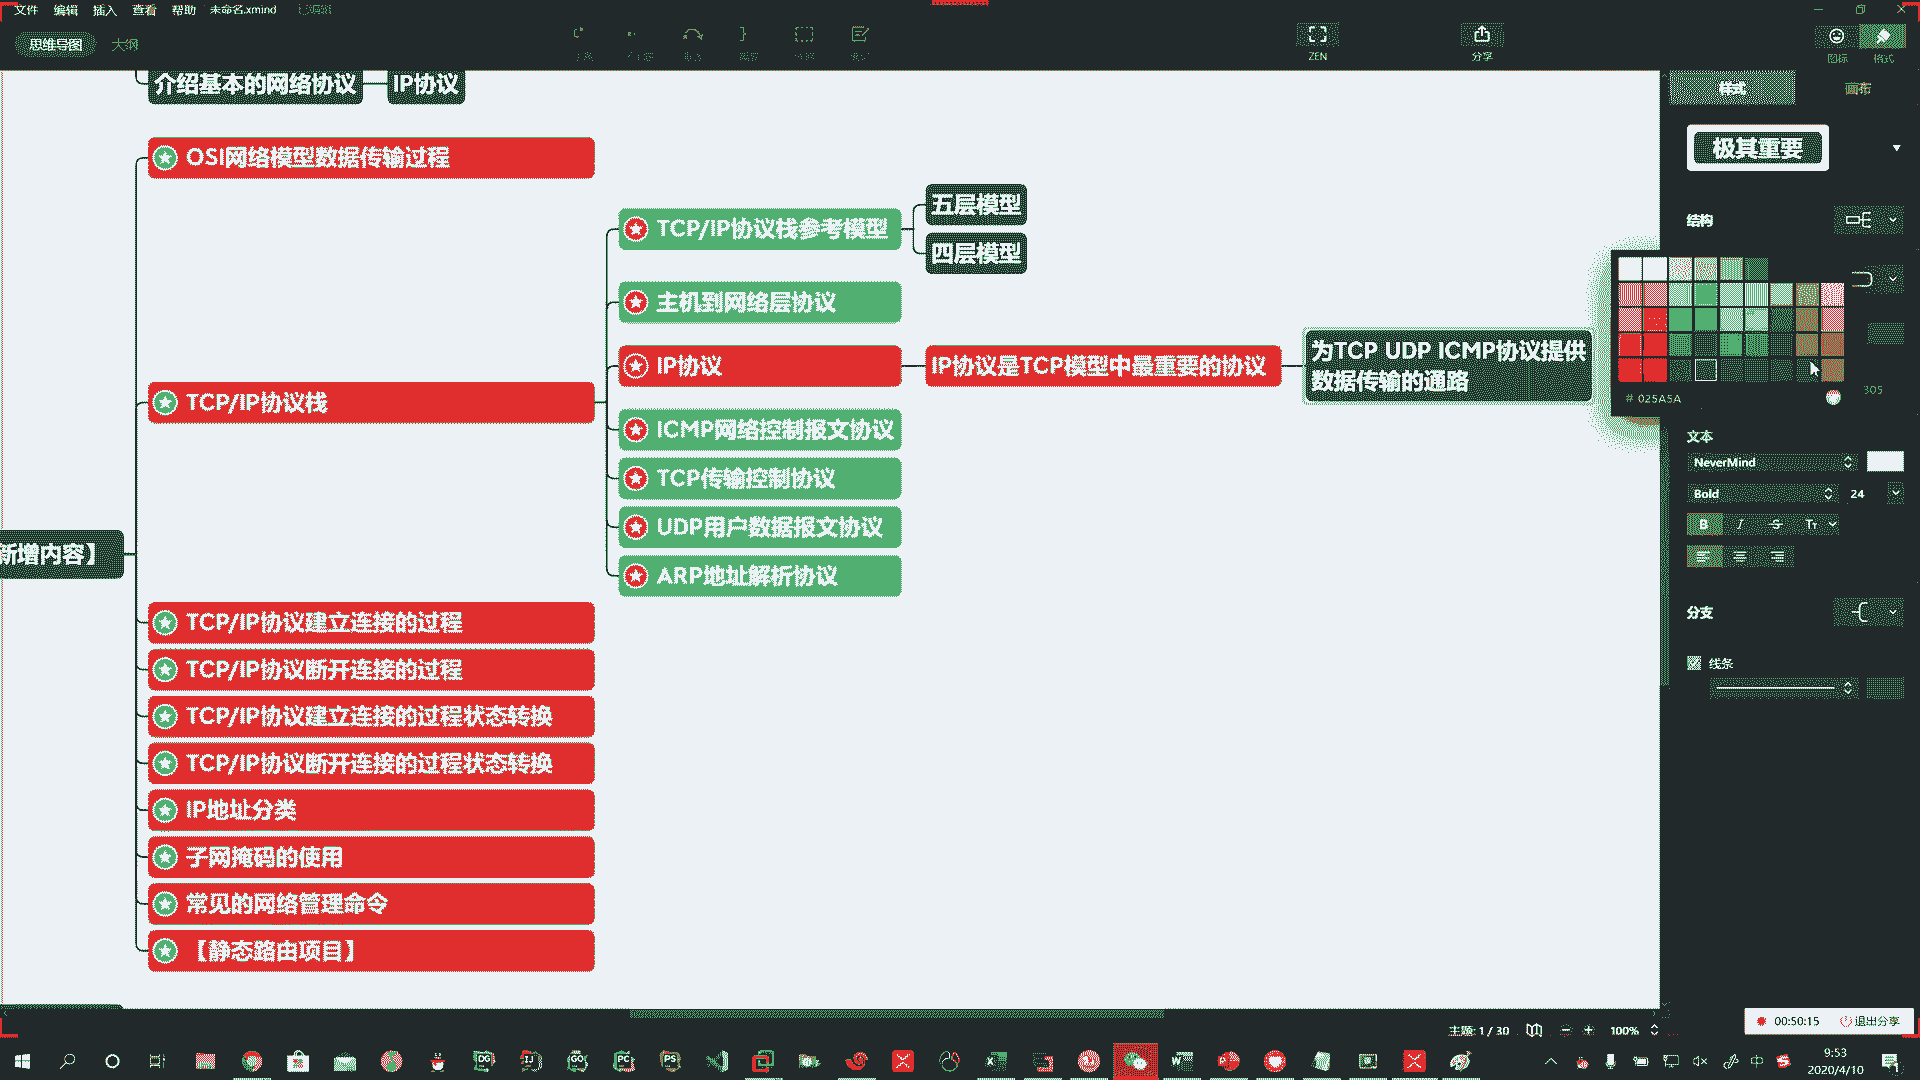 文件 编辑 插入 查看 帮助 未命名.xmind
思维导图 大纲
ZEN
分享
图标 格式
介绍基本的网络协议 IP协议
样式 画布
极其重要
OSI网络模型数据传输过程
五层模型
TCP/IP协议栈参考模型
四层模型
结构
主机到网络层协议
IP协议 IP协议是TCP模型中最重要的协议
为TCP UDP ICMP协议提供
数据传输的通路
# 025A5A
305
TCP/IP协议栈
ICMP网络控制报文协议
文本
NeverMind
TCP传输控制协议
Bold 24
B I S Tт
UDP用户数据报文协议
新增内容】
ARP地址解析协议
分支
TCP/IP协议建立连接的过程
TCP/IP协议断开连接的过程
线条
TCP/IP协议建立连接的过程状态转换
TCP/IP协议断开连接的过程状态转换
IP地址分类
子网掩码的使用
常见的网络管理命令
【静态路由项目】
主题: 1 / 30 100%
00:50:15 退出分享
DG IJ GO PC PS
中
9:53
2020/4/10